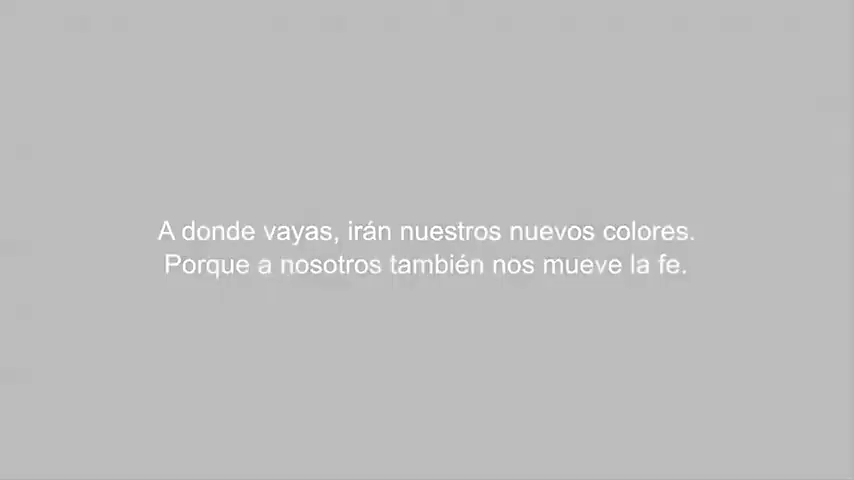 A donde vayas, irán nuestros nuevos colores.
Porque a nosotros también nos mueve la fe.